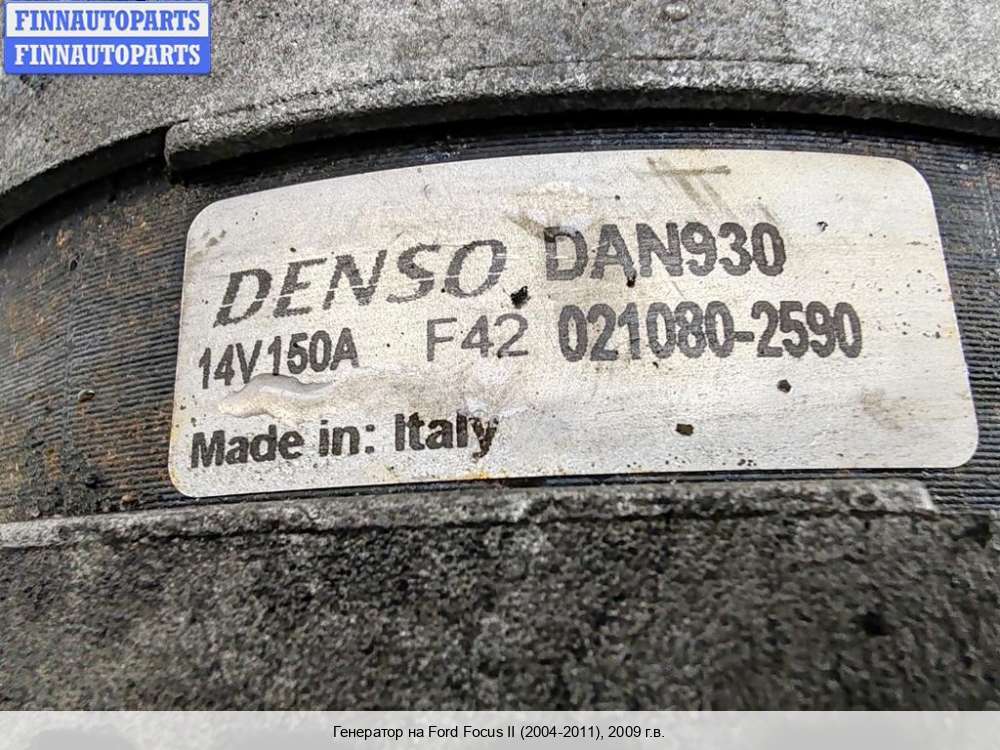 FINNAUTOPARTS
FINNAUTOPARTS
DENSO DAN930
14V150A F42 021080-2590
Made in: Italy
Генератор на Ford Focus II (2004-2011), 2009 г.в.